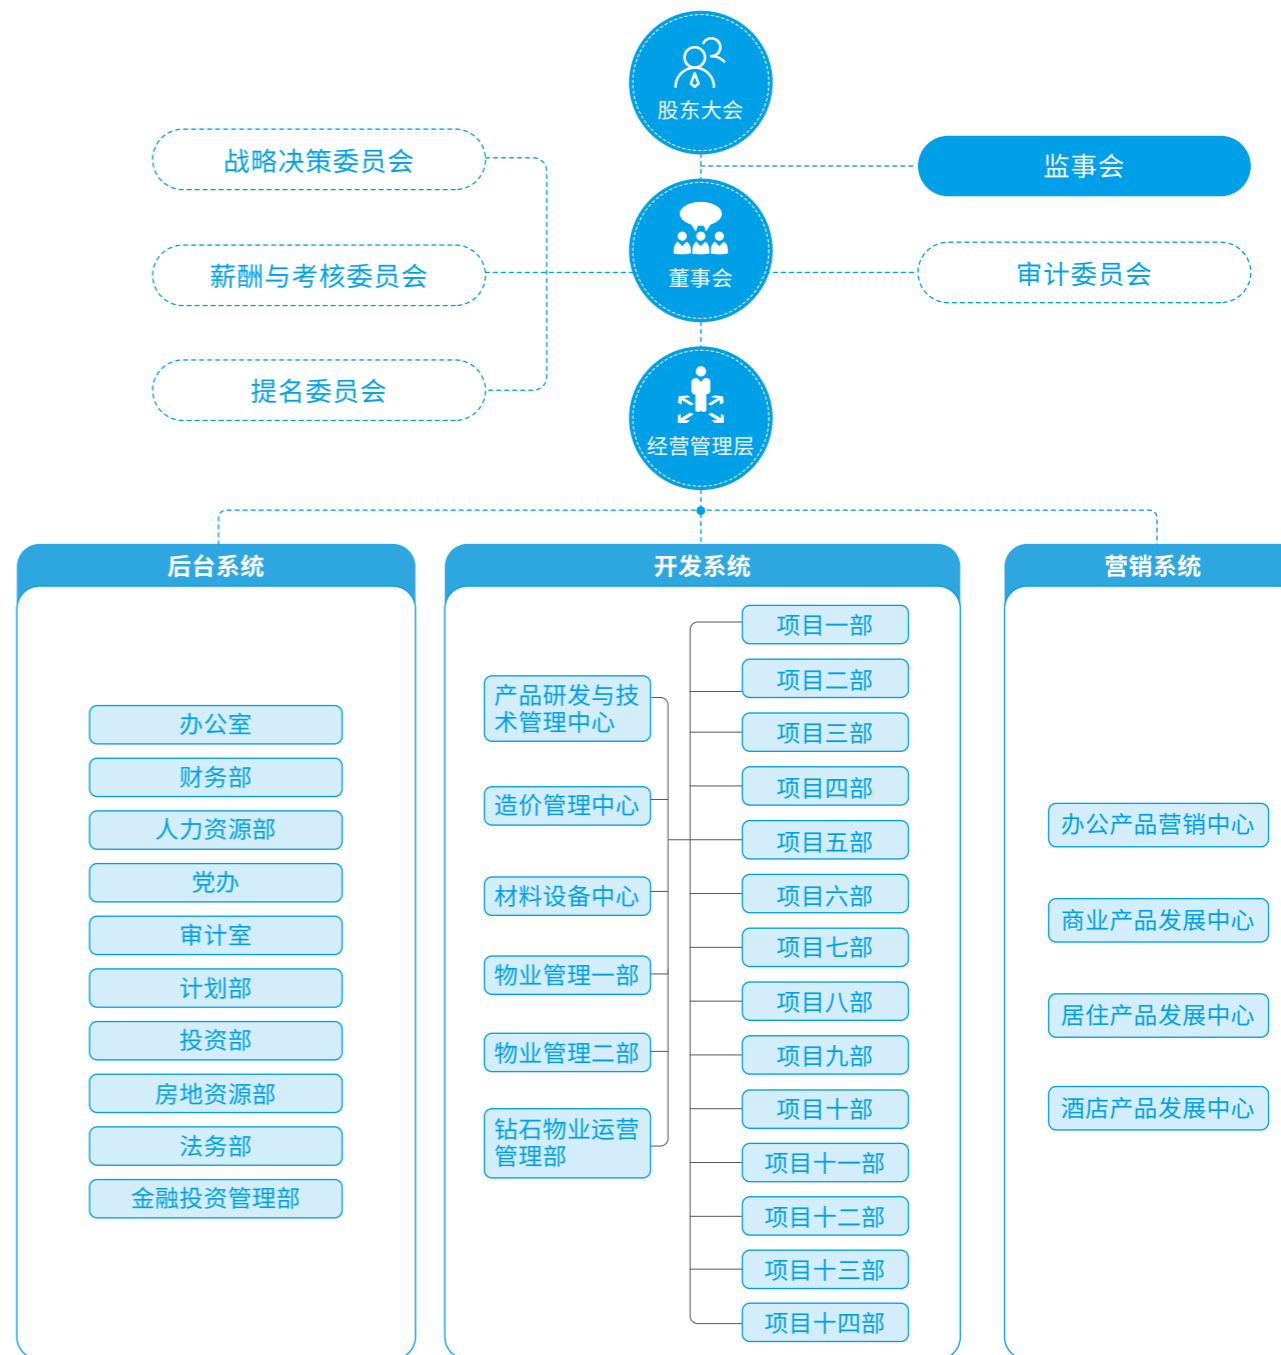 股东大会
战略决策委员会
监事会
薪酬与考核委员会
董事会
审计委员会
提名委员会
经营管理层
后台系统
办公室
财务部
人力资源部
党办
审计室
计划部
投资部
房地资源部
法务部
金融投资管理部
开发系统
产品研发与技
术管理中心
造价管理中心
材料设备中心
物业管理一部
物业管理二部
钻石物业运营
管理部
项目一部
项目二部
项目三部
项目四部
项目五部
项目六部
项目七部
项目八部
项目九部
项目十部
项目十一部
项目十二部
项目十三部
项目十四部
营销系统
办公产品营销中心
商业产品发展中心
居住产品发展中心
酒店产品发展中心